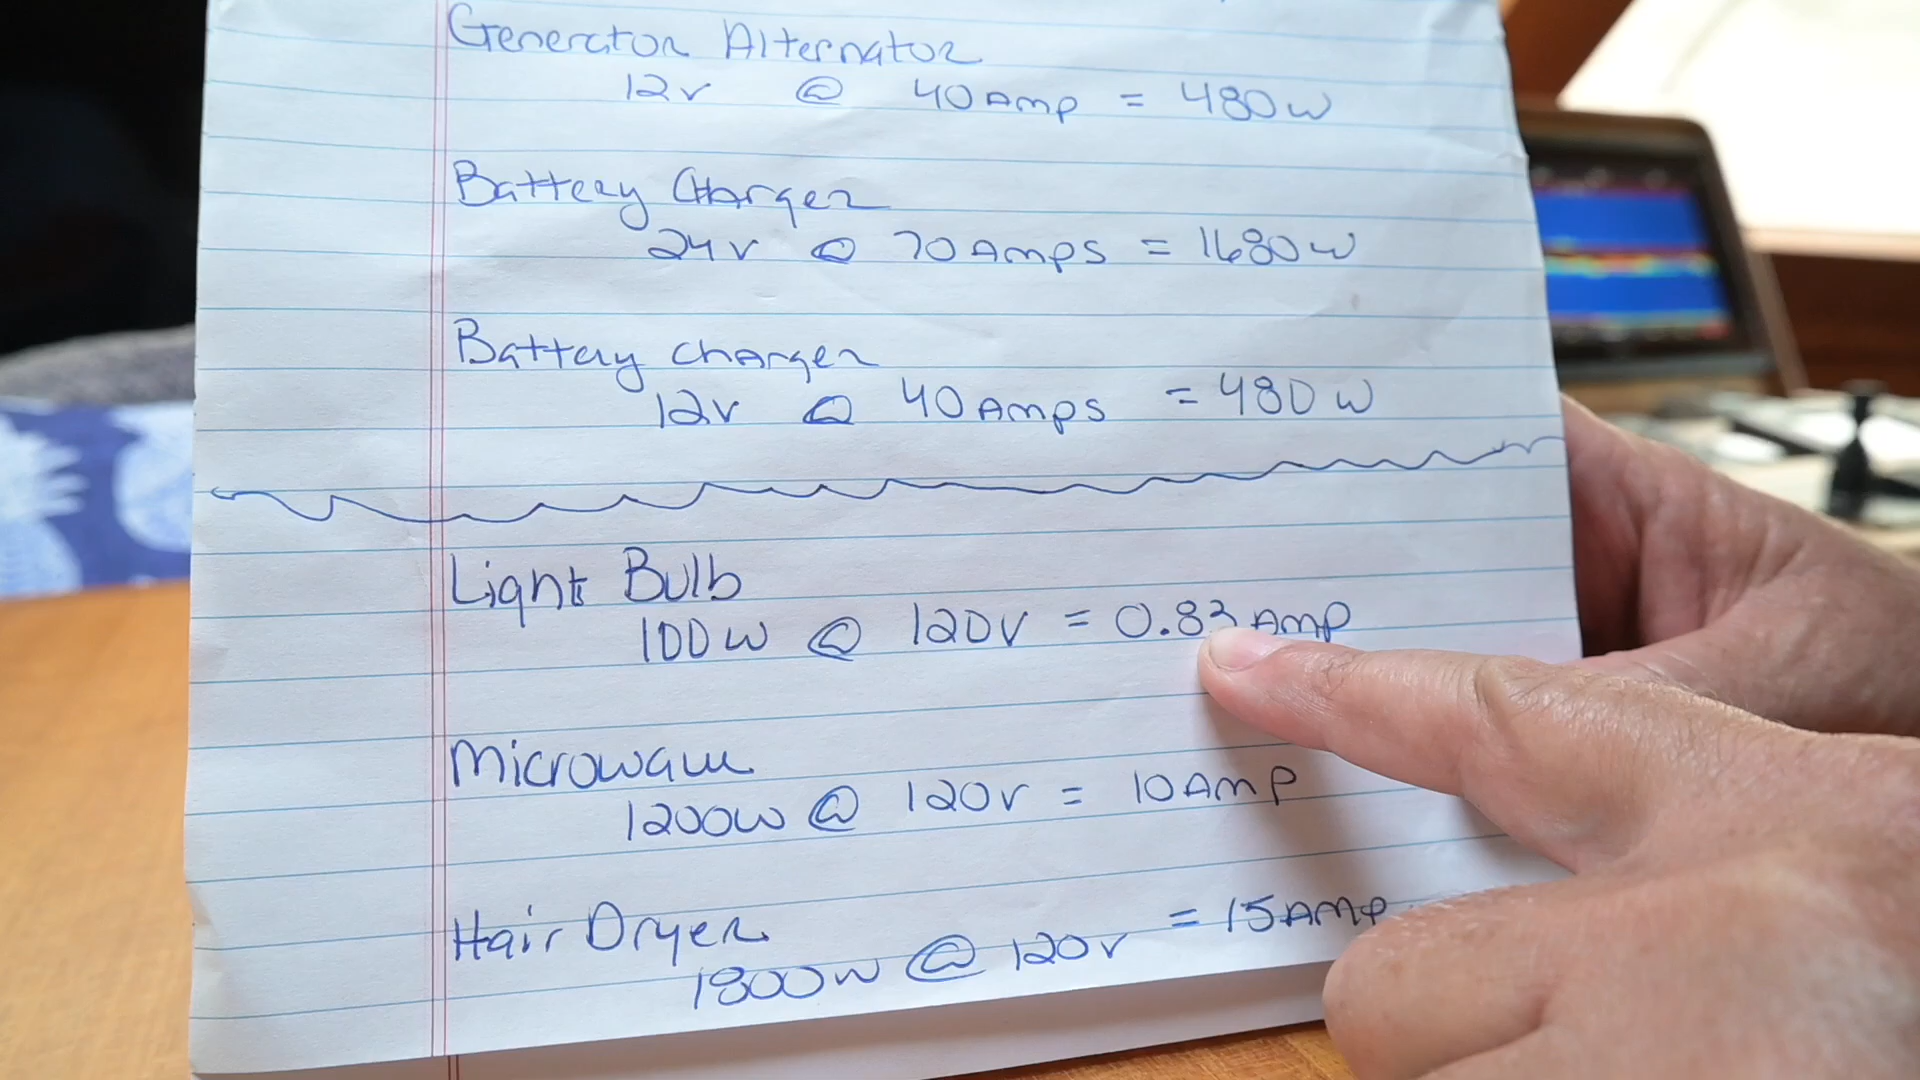 Generator Alternator
12v @ 40 Amp = 480w
Battery Charger
24v @ 70 Amps = 1680w
Battery charger
12v @ 40 Amps = 480w
Light Bulb
100w @ 120v = 0.83 Amp
Microwave
1200w @ 120v = 10 Amp
Hair Dryer
1800w @ 120v = 15 Amp